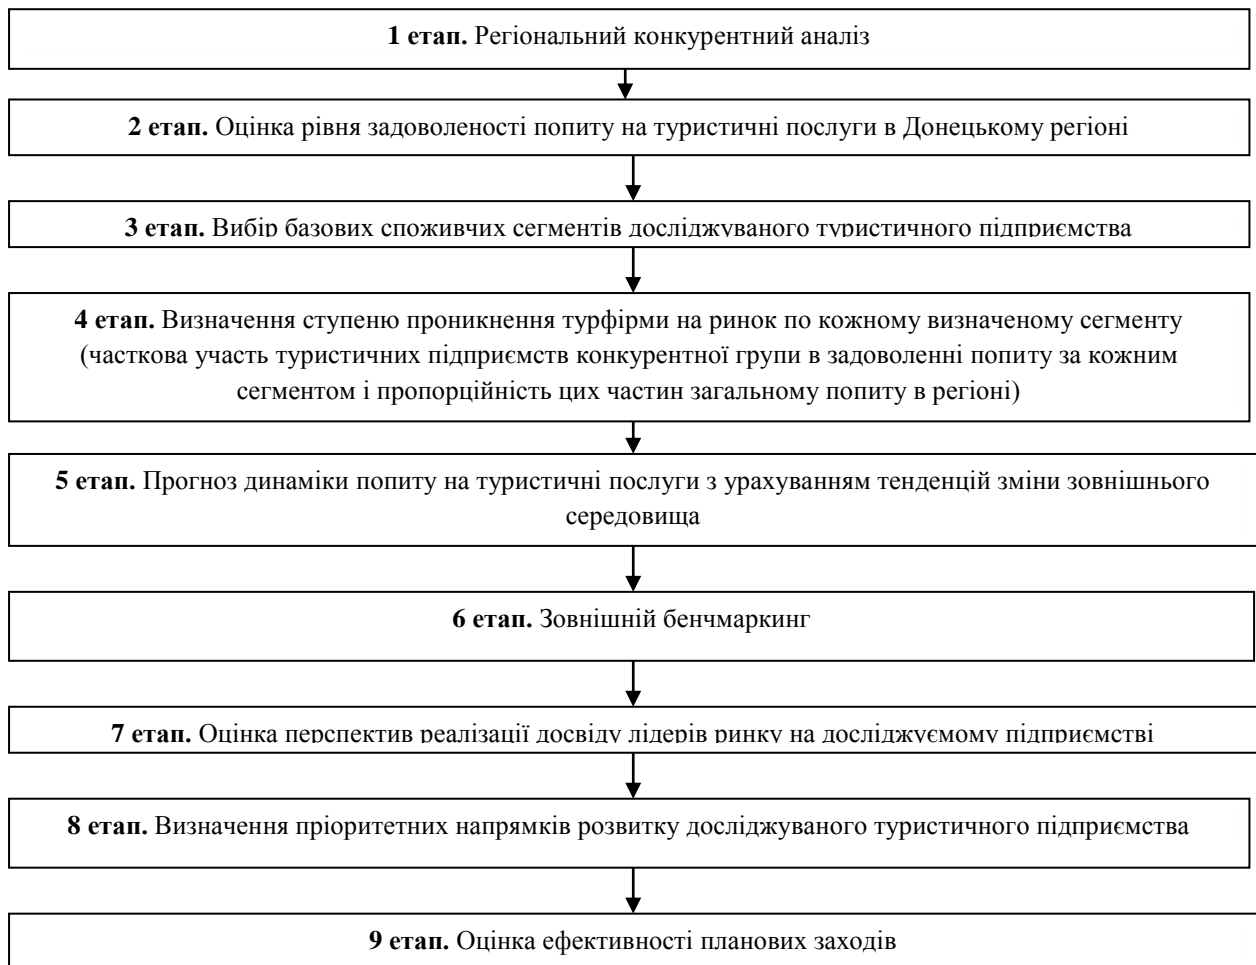 1 етап. Регіональний конкурентний аналіз
2 етап. Оцінка рівня задоволеності попиту на туристичні послуги в Донецькому регіоні
3 етап. Вибір базових споживчих сегментів досліджуваного туристичного підприємства
4 етап. Визначення ступеню проникнення турфірми на ринок по кожному визначеному сегменту
(часткова участь туристичних підприємств конкурентної групи в задоволенні попиту за кожним
сегментом і пропорційність цих частин загальному попиту в регіоні)
5 етап. Прогноз динаміки попиту на туристичні послуги з урахуванням тенденцій зміни зовнішнього
середовища
6 етап. Зовнішній бенчмаркинг
7 етап. Оцінка перспектив реалізації досвіду лідерів ринку на досліджуємому підприємстві
8 етап. Визначення пріоритетних напрямків розвитку досліджуваного туристичного підприємства
9 етап. Оцінка ефективності планових заходів